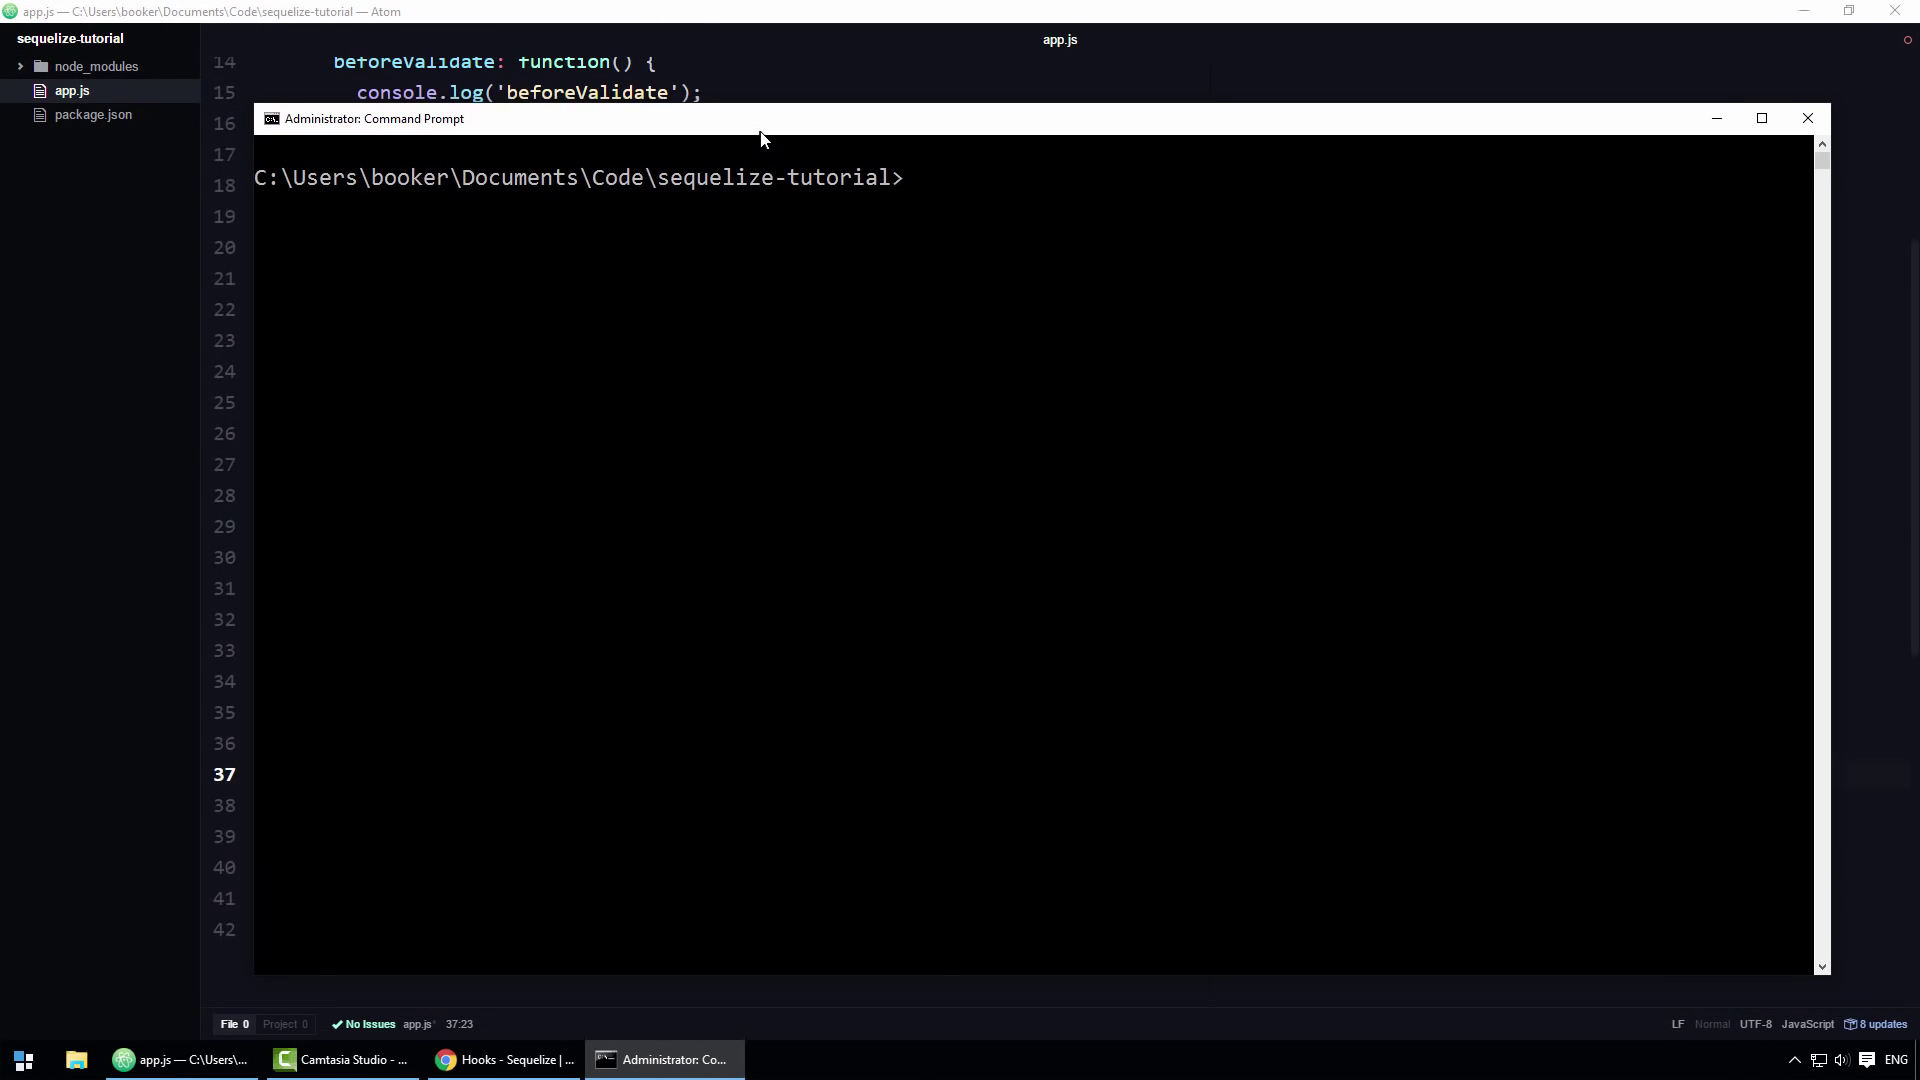 app.js — C:\Users\booker\Documents\Code\sequelize-tutorial — Atom
sequelize-tutorial
node_modules
app.js
package.json
app.js
14 beforeValidate: function() {
15 console.log('beforeValidate');
16
17
18
19
20
21
22
23
24
25
26
27
28
29
30
31
32
33
34
35
36
37
38
39
40
41
42
Administrator: Command Prompt
C:\Users\booker\Documents\Code\sequelize-tutorial>
File 0 Project 0 No Issues app.js* 37:23
LF Normal UTF-8 JavaScript 8 updates
app.js — C:\Users\...
Camtasia Studio - ...
Hooks - Sequelize | ...
Administrator: Co...
ENG